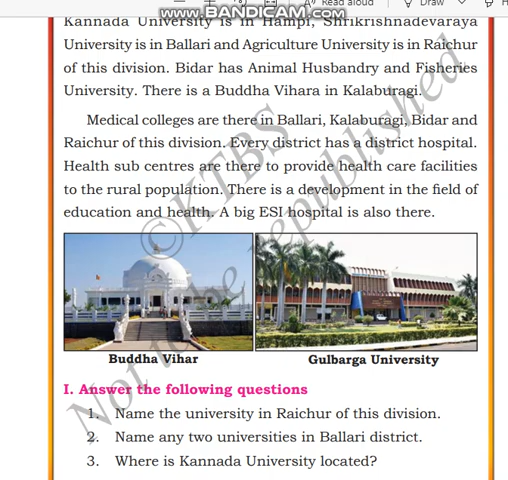 Read aloud
Draw
WWW.BANDICAM.COM
Kannada University is in Hampi, Shrikrishnadevaraya
University is in Ballari and Agriculture University is in Raichur
of this division. Bidar has Animal Husbandry and Fisheries
University. There is a Buddha Vihara in Kalaburagi.
Medical colleges are there in Ballari, Kalaburagi, Bidar and
Raichur of this division. Every district has a district hospital.
Health sub centres are there to provide health care facilities
to the rural population. There is a development in the field of
education and health. A big ESI hospital is also there.
©KTBS
Not to be republished
Buddha Vihar
Gulbarga University
I. Answer the following questions
1. Name the university in Raichur of this division.
2. Name any two universities in Ballari district.
3. Where is Kannada University located?